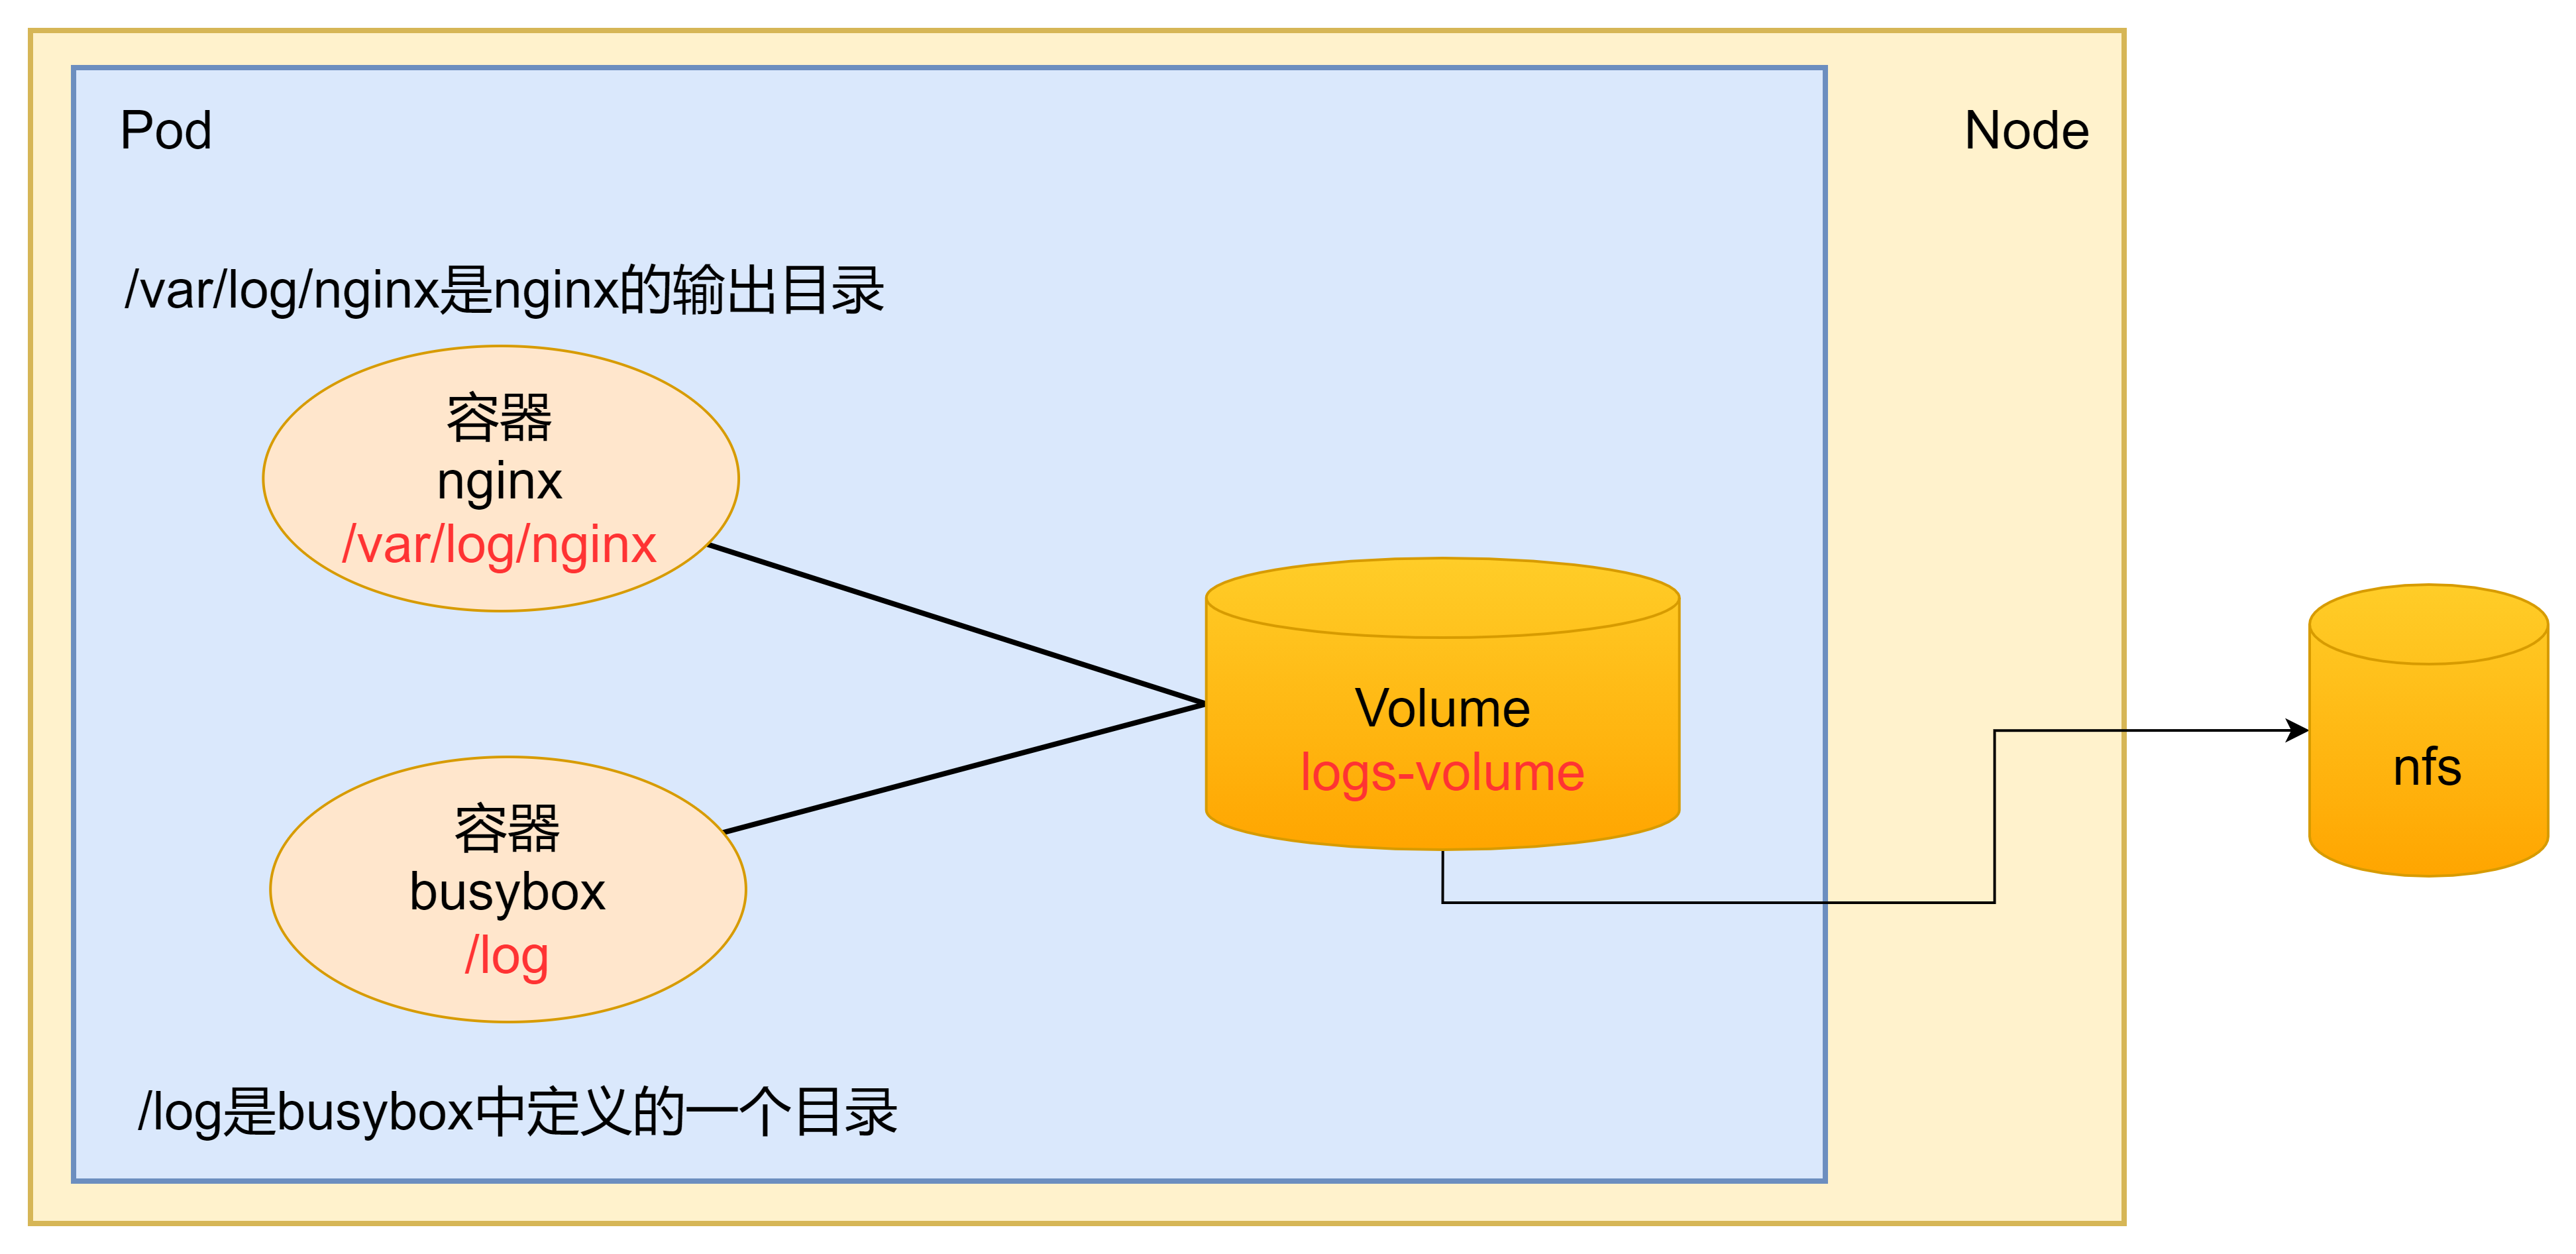 Pod
Node
/var/log/nginx是nginx的输出目录
容器
nginx
/var/log/nginx
Volume
logs-volume
nfs
容器
busybox
/log
/log是busybox中定义的一个目录